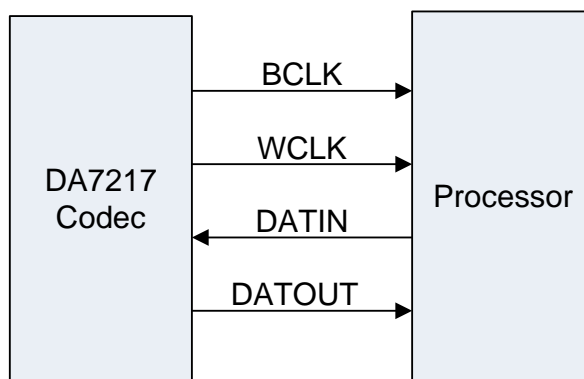 DA7217
Codec
BCLK
WCLK
DATIN
DATOUT
Processor